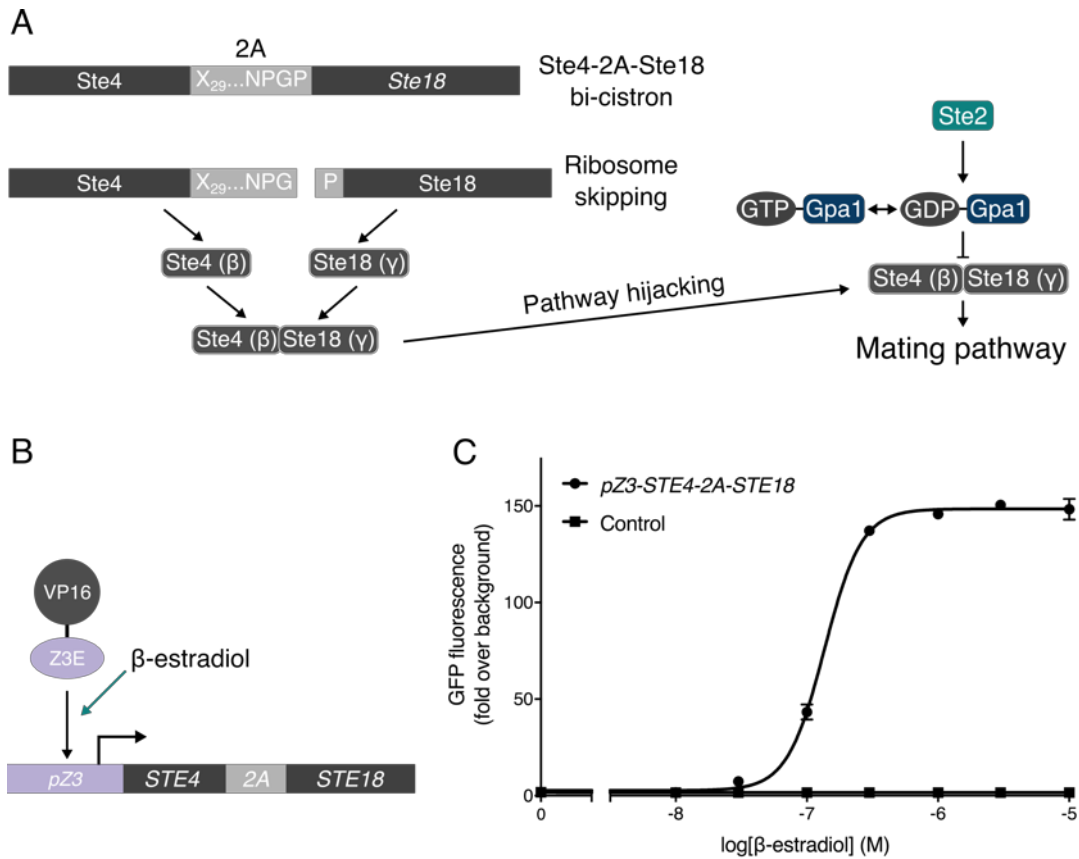 A
2A
Ste4
X29...NPGP
Ste18
Ste4-2A-Ste18
bi-cistron
Ste4
X29...NPG
P
Ste18
Ribosome
skipping
Ste4 (β)
Ste18 (γ)
Ste4 (β)
Ste18 (γ)
Pathway hijacking
Ste2
GTP
Gpa1
GDP
Gpa1
Ste4 (β)
Ste18 (γ)
Mating pathway
B
VP16
Z3E
β-estradiol
pZ3
STE4
2A
STE18
C
pZ3-STE4-2A-STE18
Control
GFP fluorescence
(fold over background)
150
100
50
0
0
-8
-7
-6
-5
log[β-estradiol] (M)